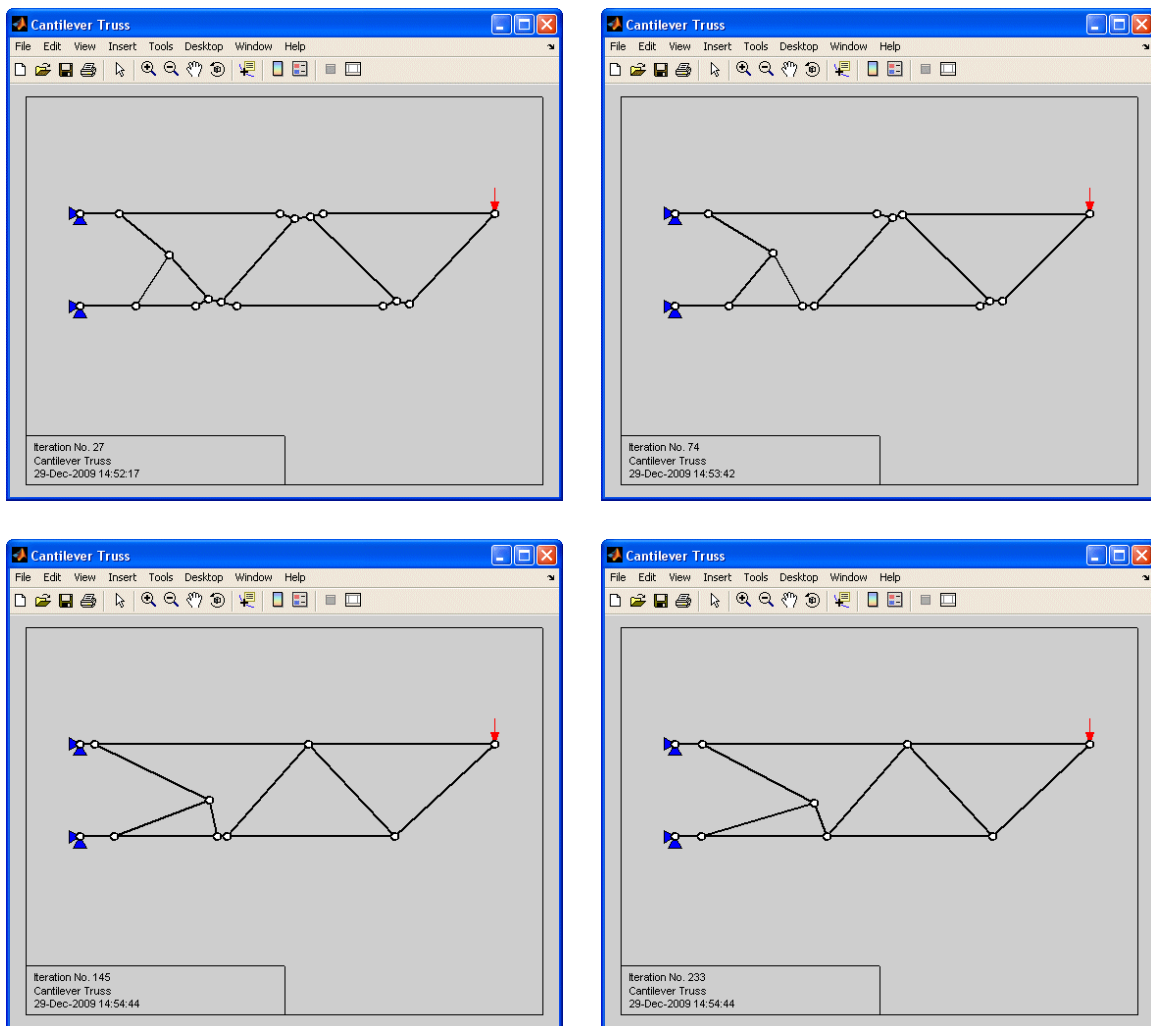 Cantilever Truss
File Edit View Insert Tools Desktop Window Help
Iteration No. 27
Cantilever Truss
29-Dec-2009 14:52:17
Cantilever Truss
File Edit View Insert Tools Desktop Window Help
Iteration No. 74
Cantilever Truss
29-Dec-2009 14:53:42
Cantilever Truss
File Edit View Insert Tools Desktop Window Help
Iteration No. 145
Cantilever Truss
29-Dec-2009 14:54:44
Cantilever Truss
File Edit View Insert Tools Desktop Window Help
Iteration No. 233
Cantilever Truss
29-Dec-2009 14:54:44